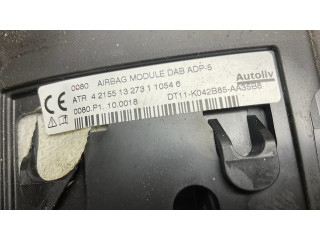 0060 AIRBAG MODULE DAB ADP-5
Autoliv
CE ATR 4 2155 13 273 1 1054 6
0060.P1. 10.0018 DT11-K042B85-AA35B8